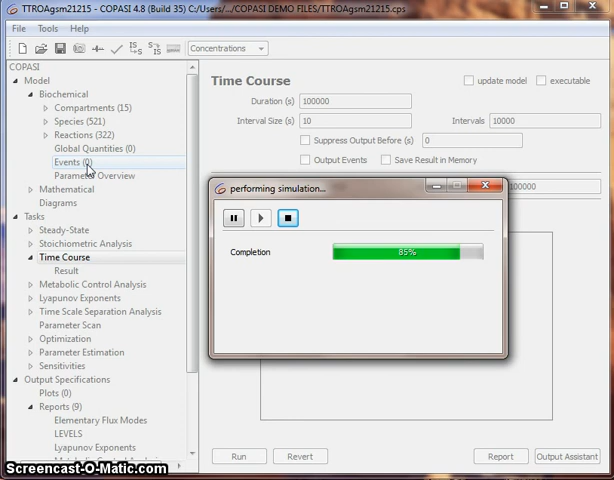 TTROAgsm21215 - COPASI 4.8 (Build 35) C:/Users/.../COPASI DEMO FILES/TTROAgsm21215.cps
File Tools Help
Concentrations
COPASI
Model
Biochemical
Compartments (15)
Species (521)
Reactions (322)
Global Quantities (0)
Events (0)
Parameter Overview
Mathematical
Diagrams
Tasks
Steady-State
Stoichiometric Analysis
Time Course
Result
Metabolic Control Analysis
Lyapunov Exponents
Time Scale Separation Analysis
Parameter Scan
Optimization
Parameter Estimation
Sensitivities
Output Specifications
Plots (0)
Reports (9)
Elementary Flux Modes
LEVELS
Lyapunov Exponents
Time Course
update model
executable
Duration (s) 100000
Interval Size (s) 10 Intervals 10000
Suppress Output Before (s) 0
Output Events Save Result in Memory
100000
performing simulation...
Completion 85%
Run Revert Report Output Assistant
Screencast-O-Matic.com